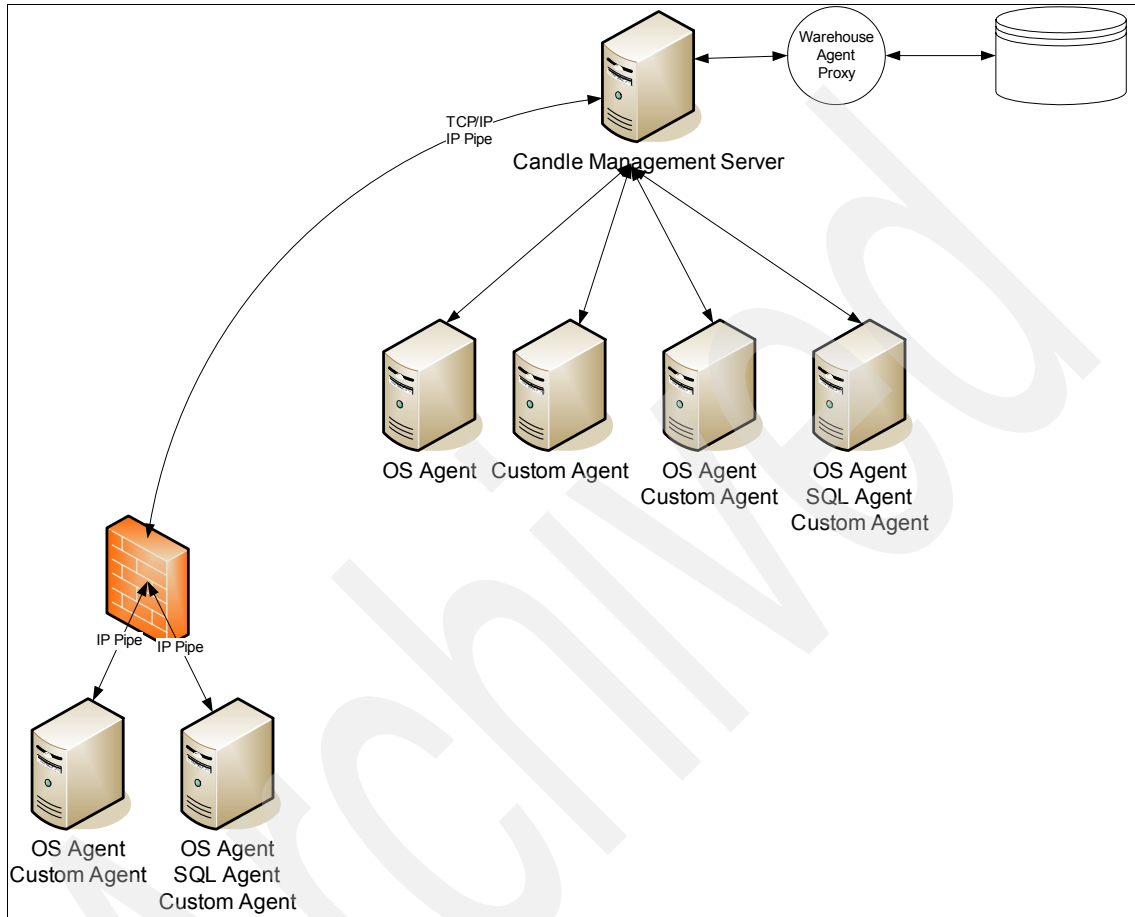 Warehouse
Agent
Proxy
TCP/IP
IP Pipe
Candle Management Server
OS Agent
Custom Agent
OS Agent
Custom Agent
OS Agent
SQL Agent
Custom Agent
IP Pipe
IP Pipe
OS Agent
Custom Agent
OS Agent
SQL Agent
Custom Agent
Archived